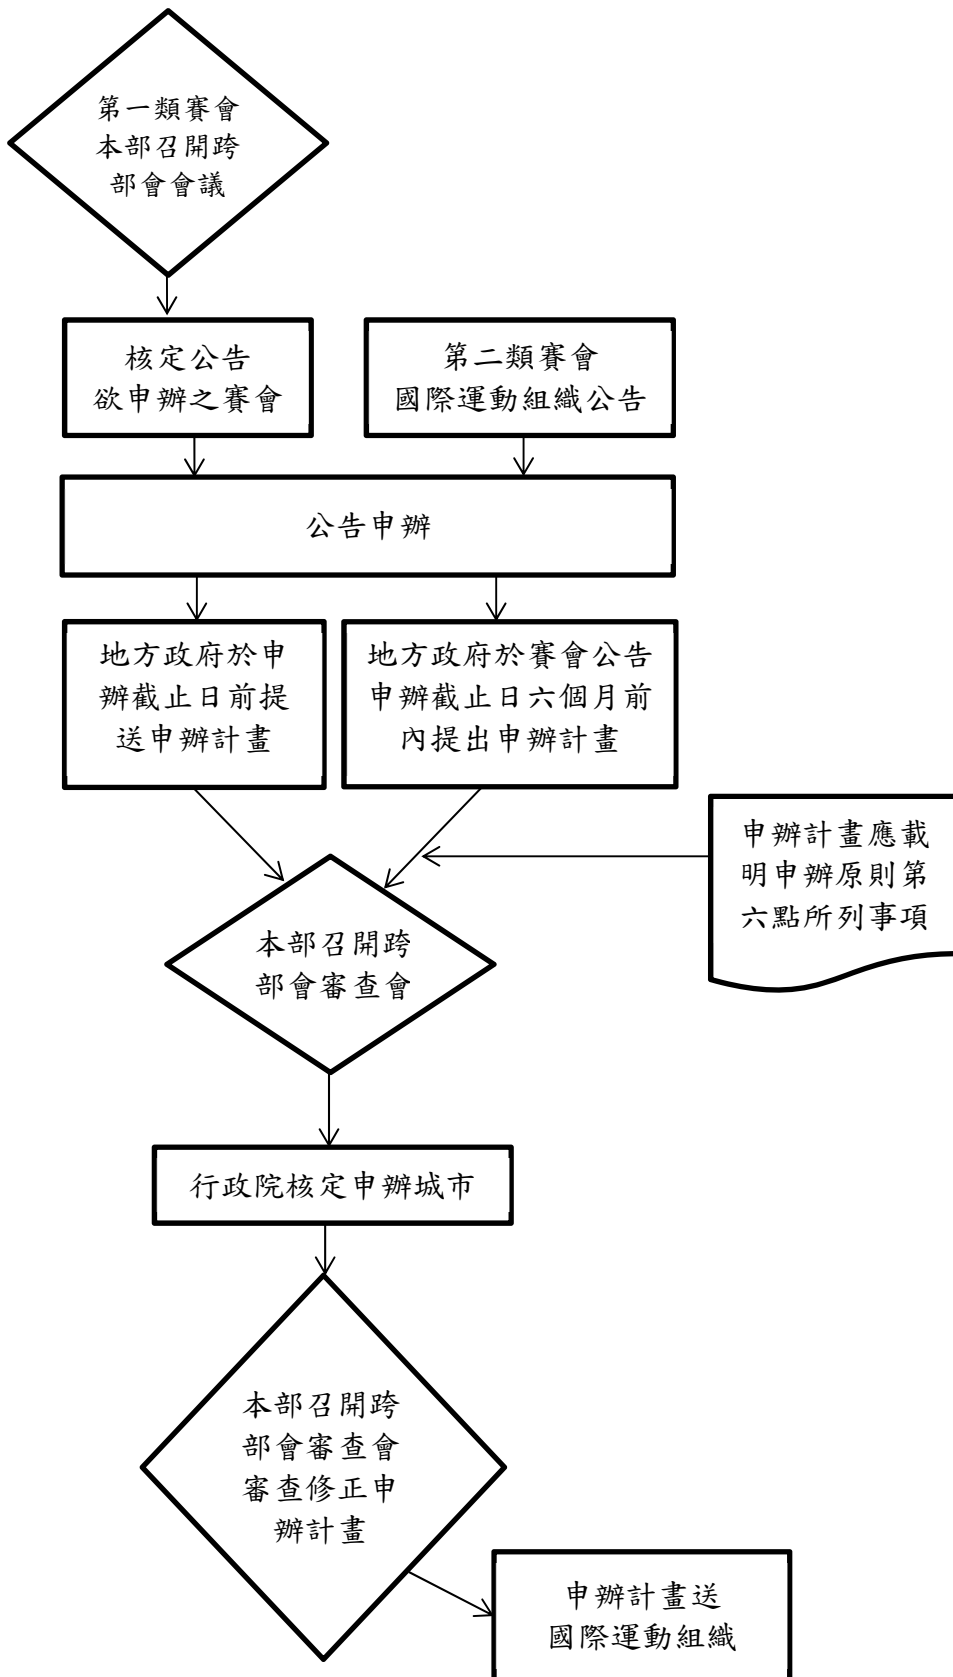 第一類賽會
本部召開跨
部會會議
核定公告
欲申辦之賽會
第二類賽會
國際運動組織公告
公告申辦
地方政府於申
辦截止日前提
送申辦計畫
地方政府於賽會公告
申辦截止日六個月前
內提出申辦計畫
申辦計畫應載
明申辦原則第
六點所列事項
本部召開跨
部會審查會
行政院核定申辦城市
本部召開跨
部會審查會
審查修正申
辦計畫
申辦計畫送
國際運動組織